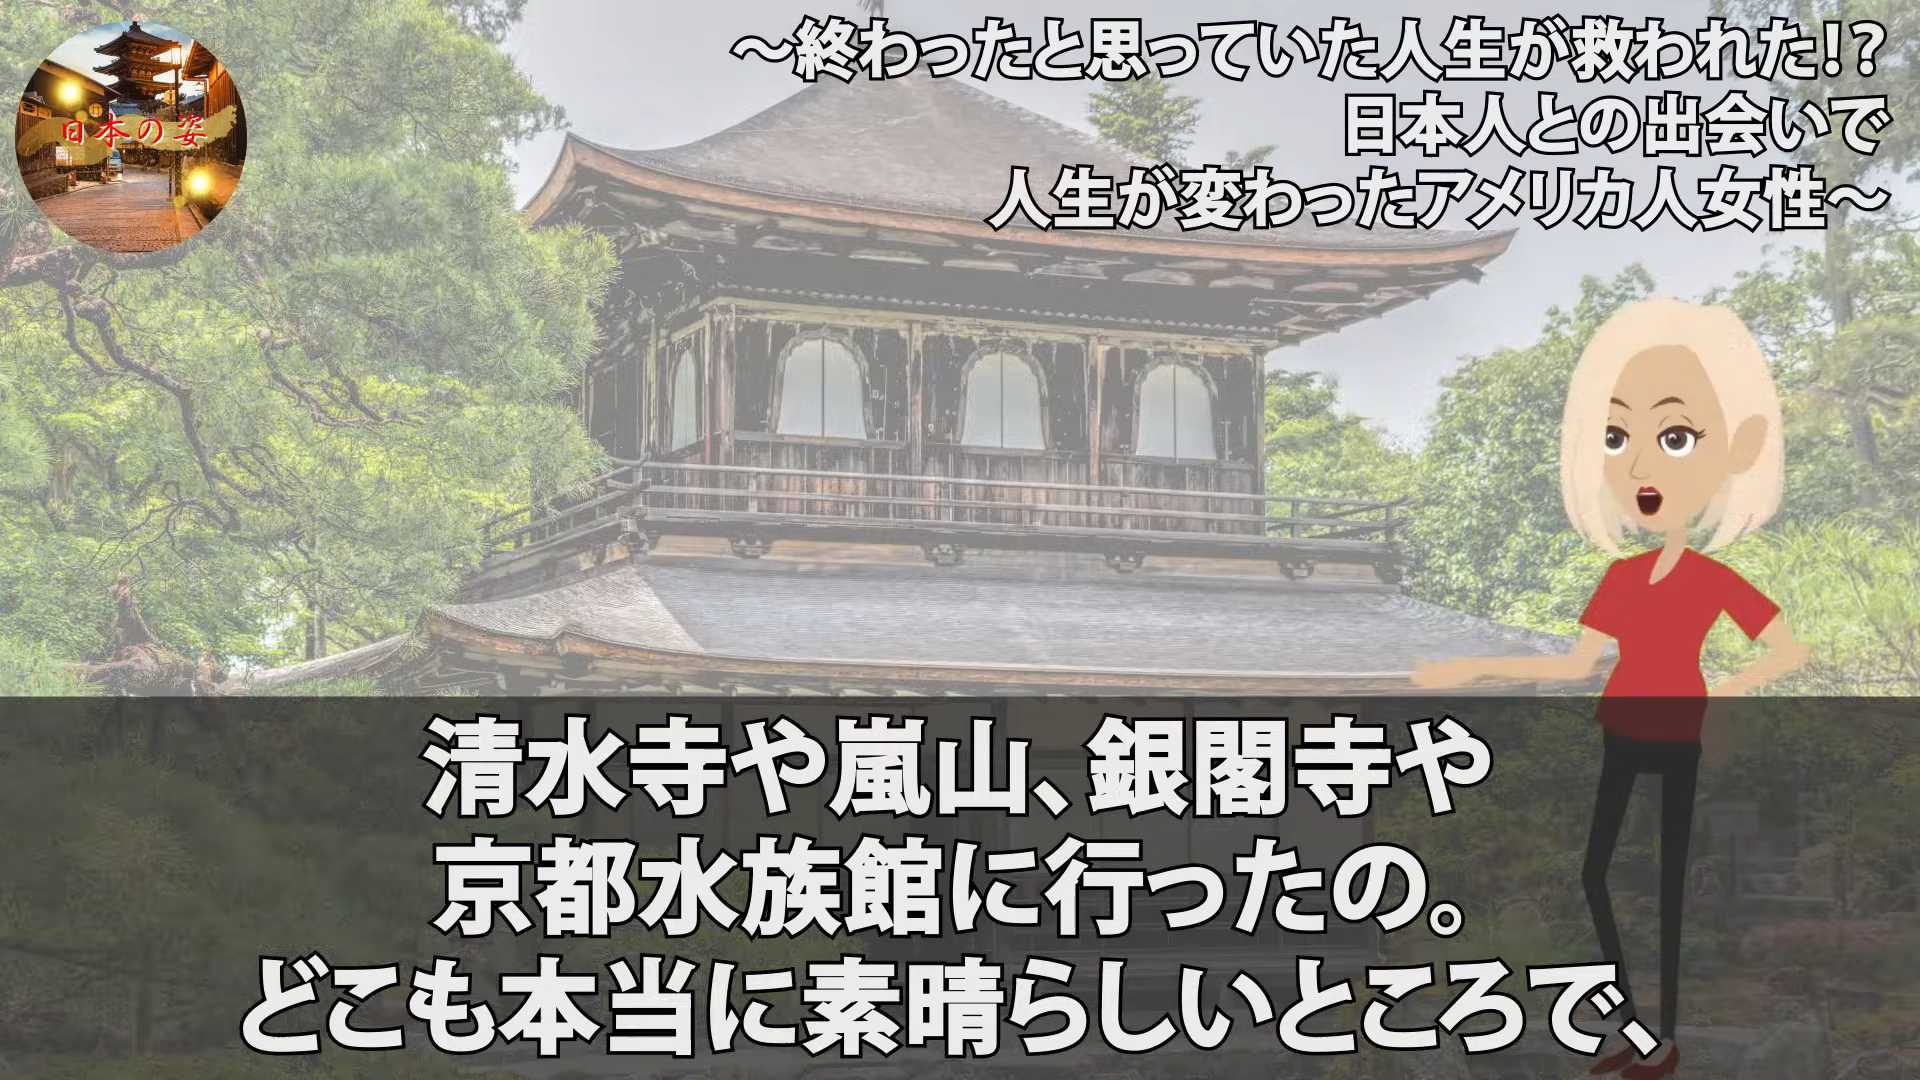 日本の姿
～終わったと思っていた人生が救われた！？
日本人との出会いで
人生が変わったアメリカ人女性～
清水寺や嵐山、銀閣寺や
京都水族館に行ったの。
どこも本当に素晴らしいところで、